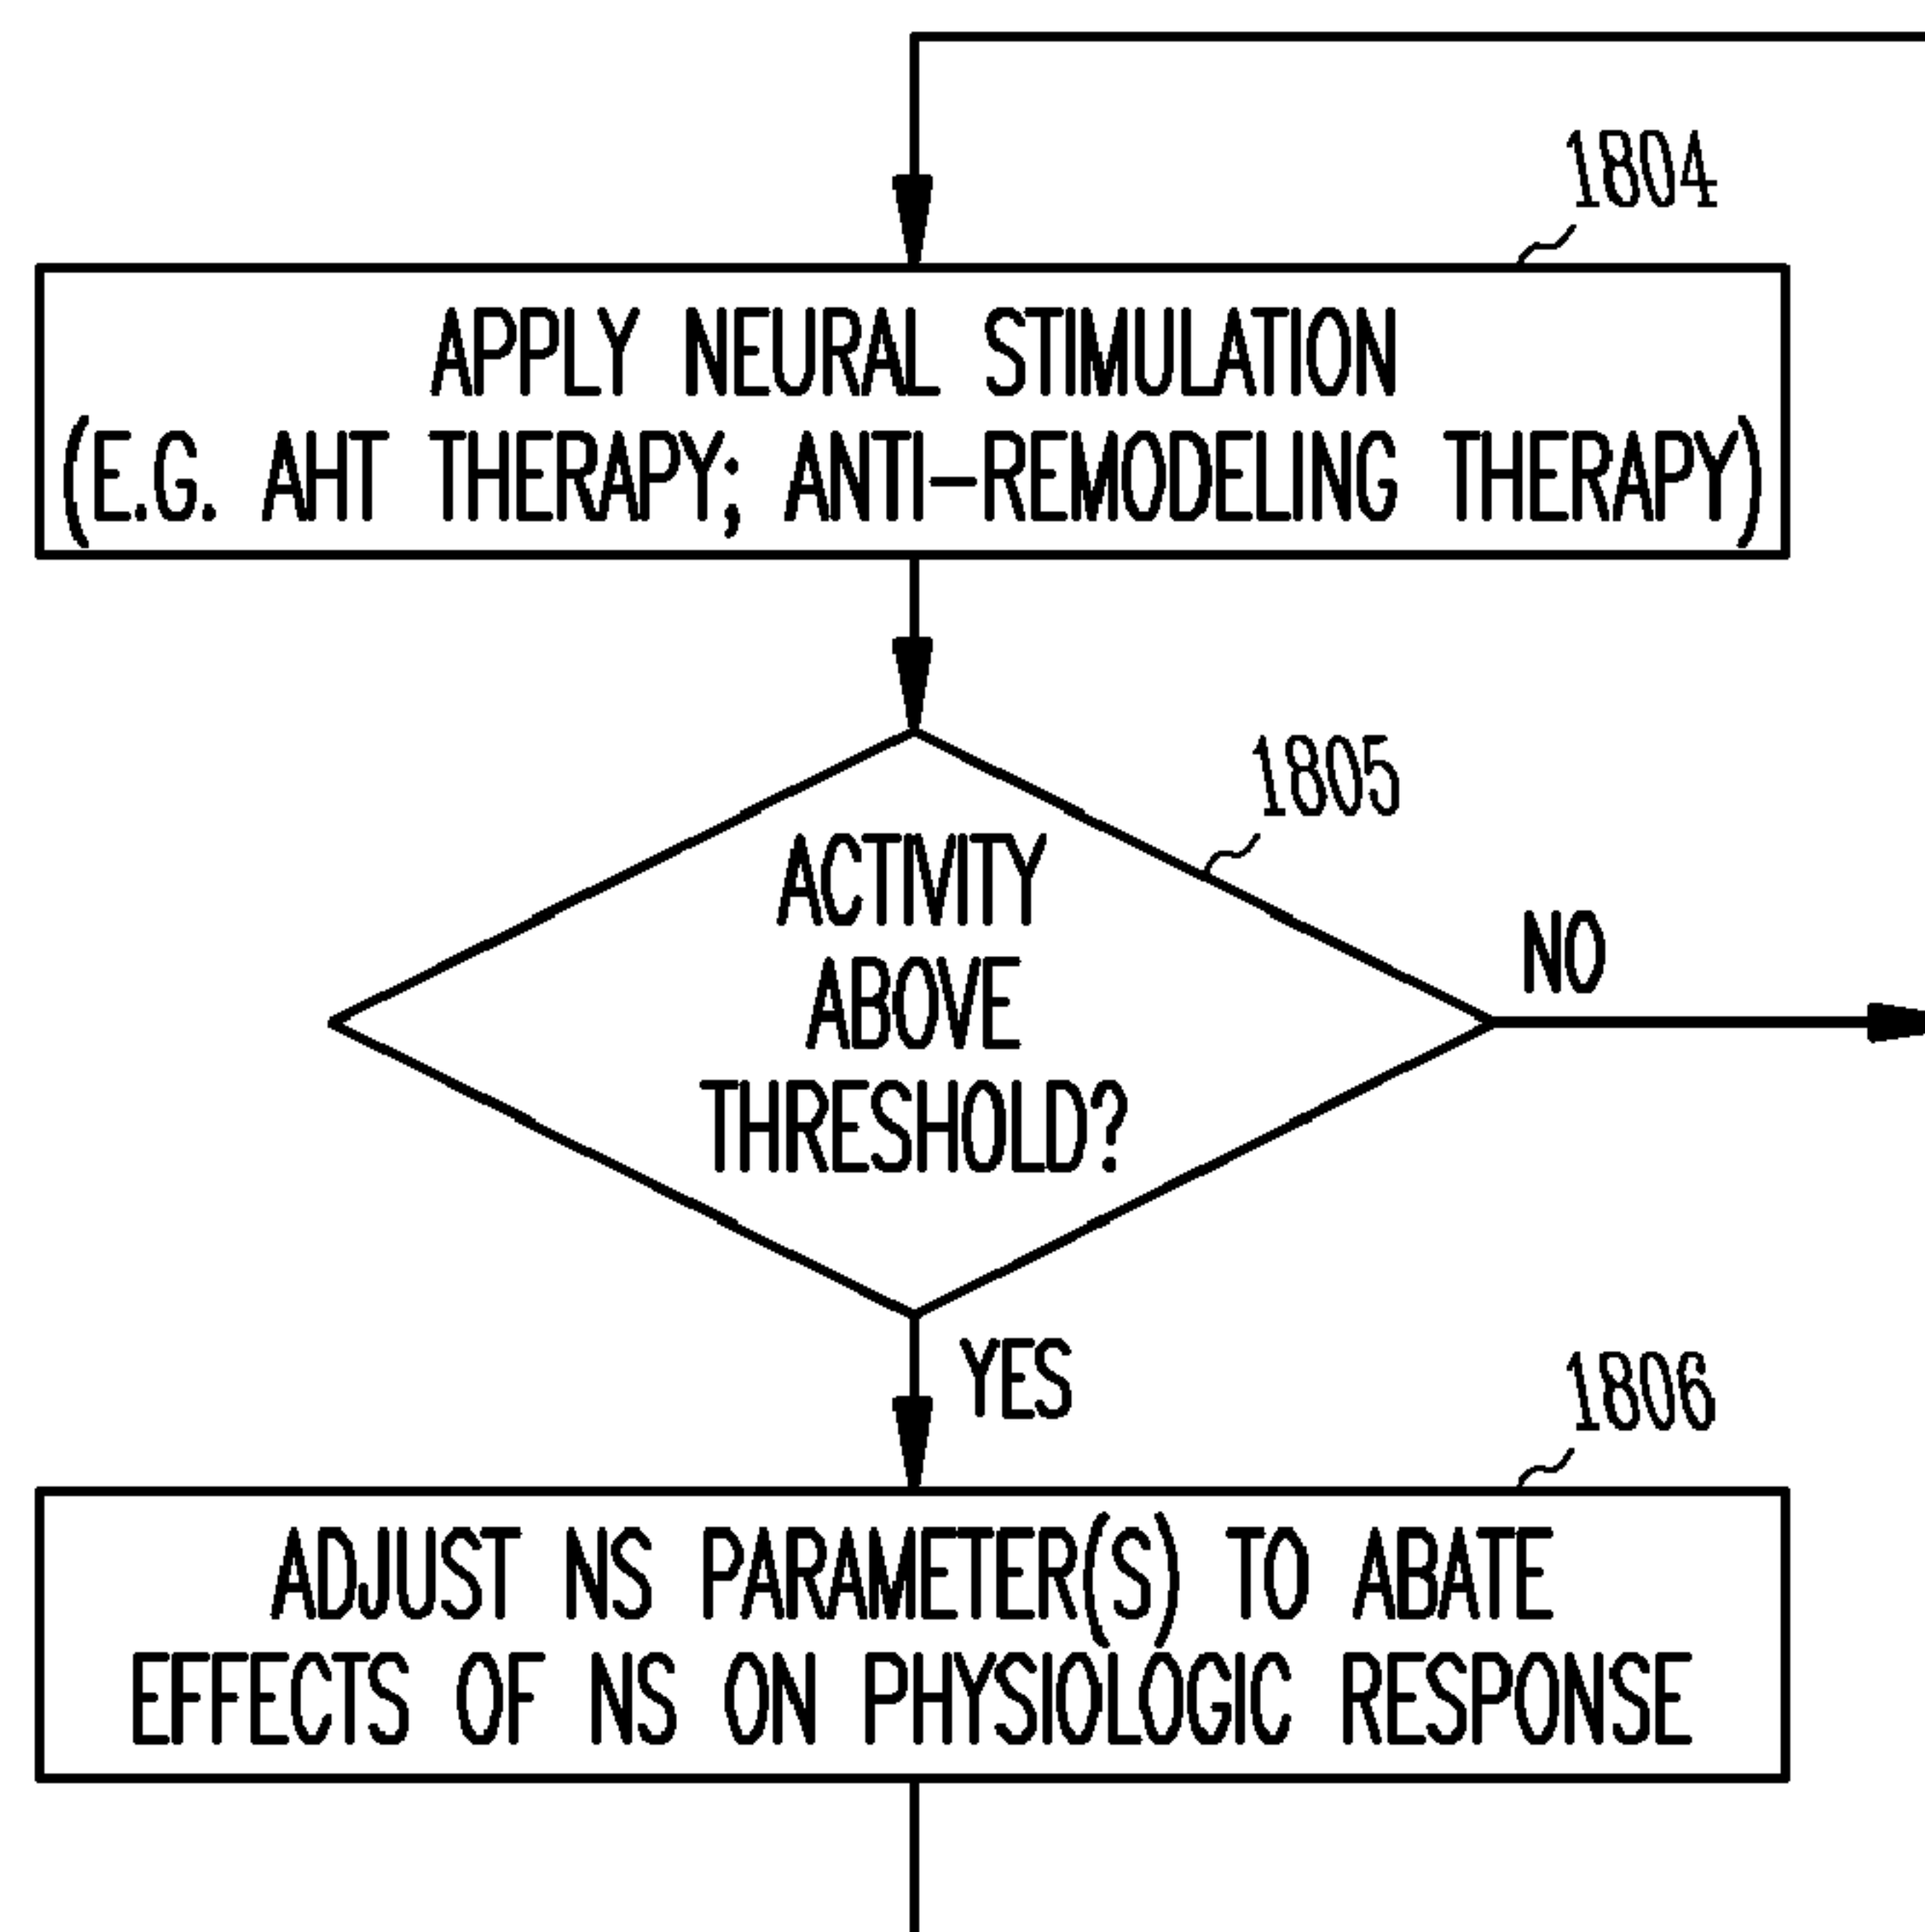 1804
APPLY NEURAL STIMULATION
(E.G. AHT THERAPY; ANTI-REMODELING THERAPY)
1805
ACTIVITY
ABOVE
THRESHOLD?
NO
YES
1806
ADJUST NS PARAMETER(S) TO ABATE
EFFECTS OF NS ON PHYSIOLOGIC RESPONSE